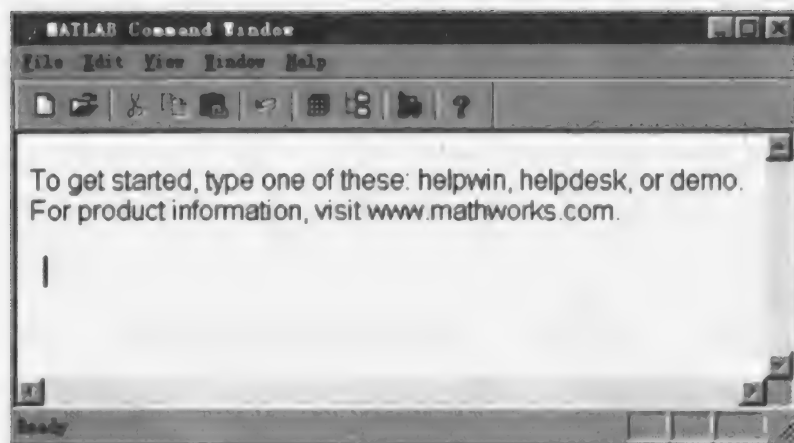 MATLAB Command Window
File Edit View Window Help
To get started, type one of these: helpwin, helpdesk, or demo.
For product information, visit www.mathworks.com.
Ready